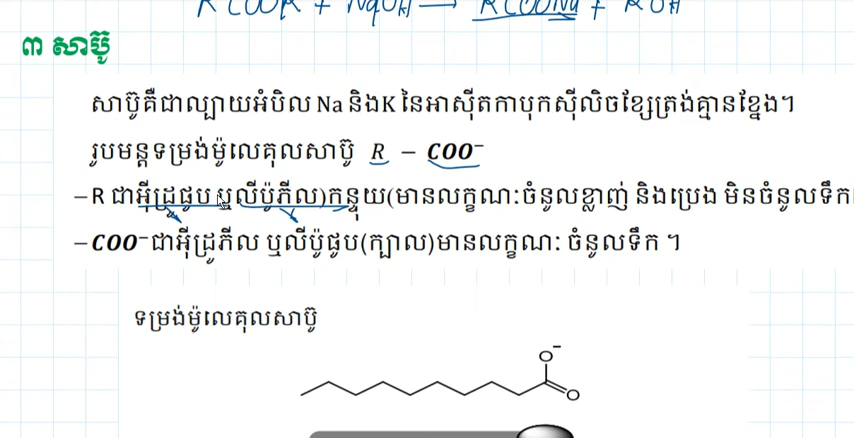 RCOOR + NaOH → RCOONa + ROH
៣ សាប៊ូ
សាប៊ូគឺជាល្បាយអំបិល Na និងK នៃអាស៊ីតកាបុកស៊ីលិចខ្សែត្រង់គ្មានខ្នែង។
រូបមន្តទម្រង់ម៉ូលេគុលសាប៊ូ R – COO⁻
–R ជាអ៊ីដ្រូផូប ឬលីប៉ូភីល)កន្ទុយ(មានលក្ខណៈចំនូលខ្លាញ់ និងប្រេង មិនចំនូលទឹក
–COO⁻ជាអ៊ីដ្រូភីល ឬលីប៉ូផូប(ក្បាល)មានលក្ខណៈ ចំនូលទឹក ។
ទម្រង់ម៉ូលេគុលសាប៊ូ
O⁻
O